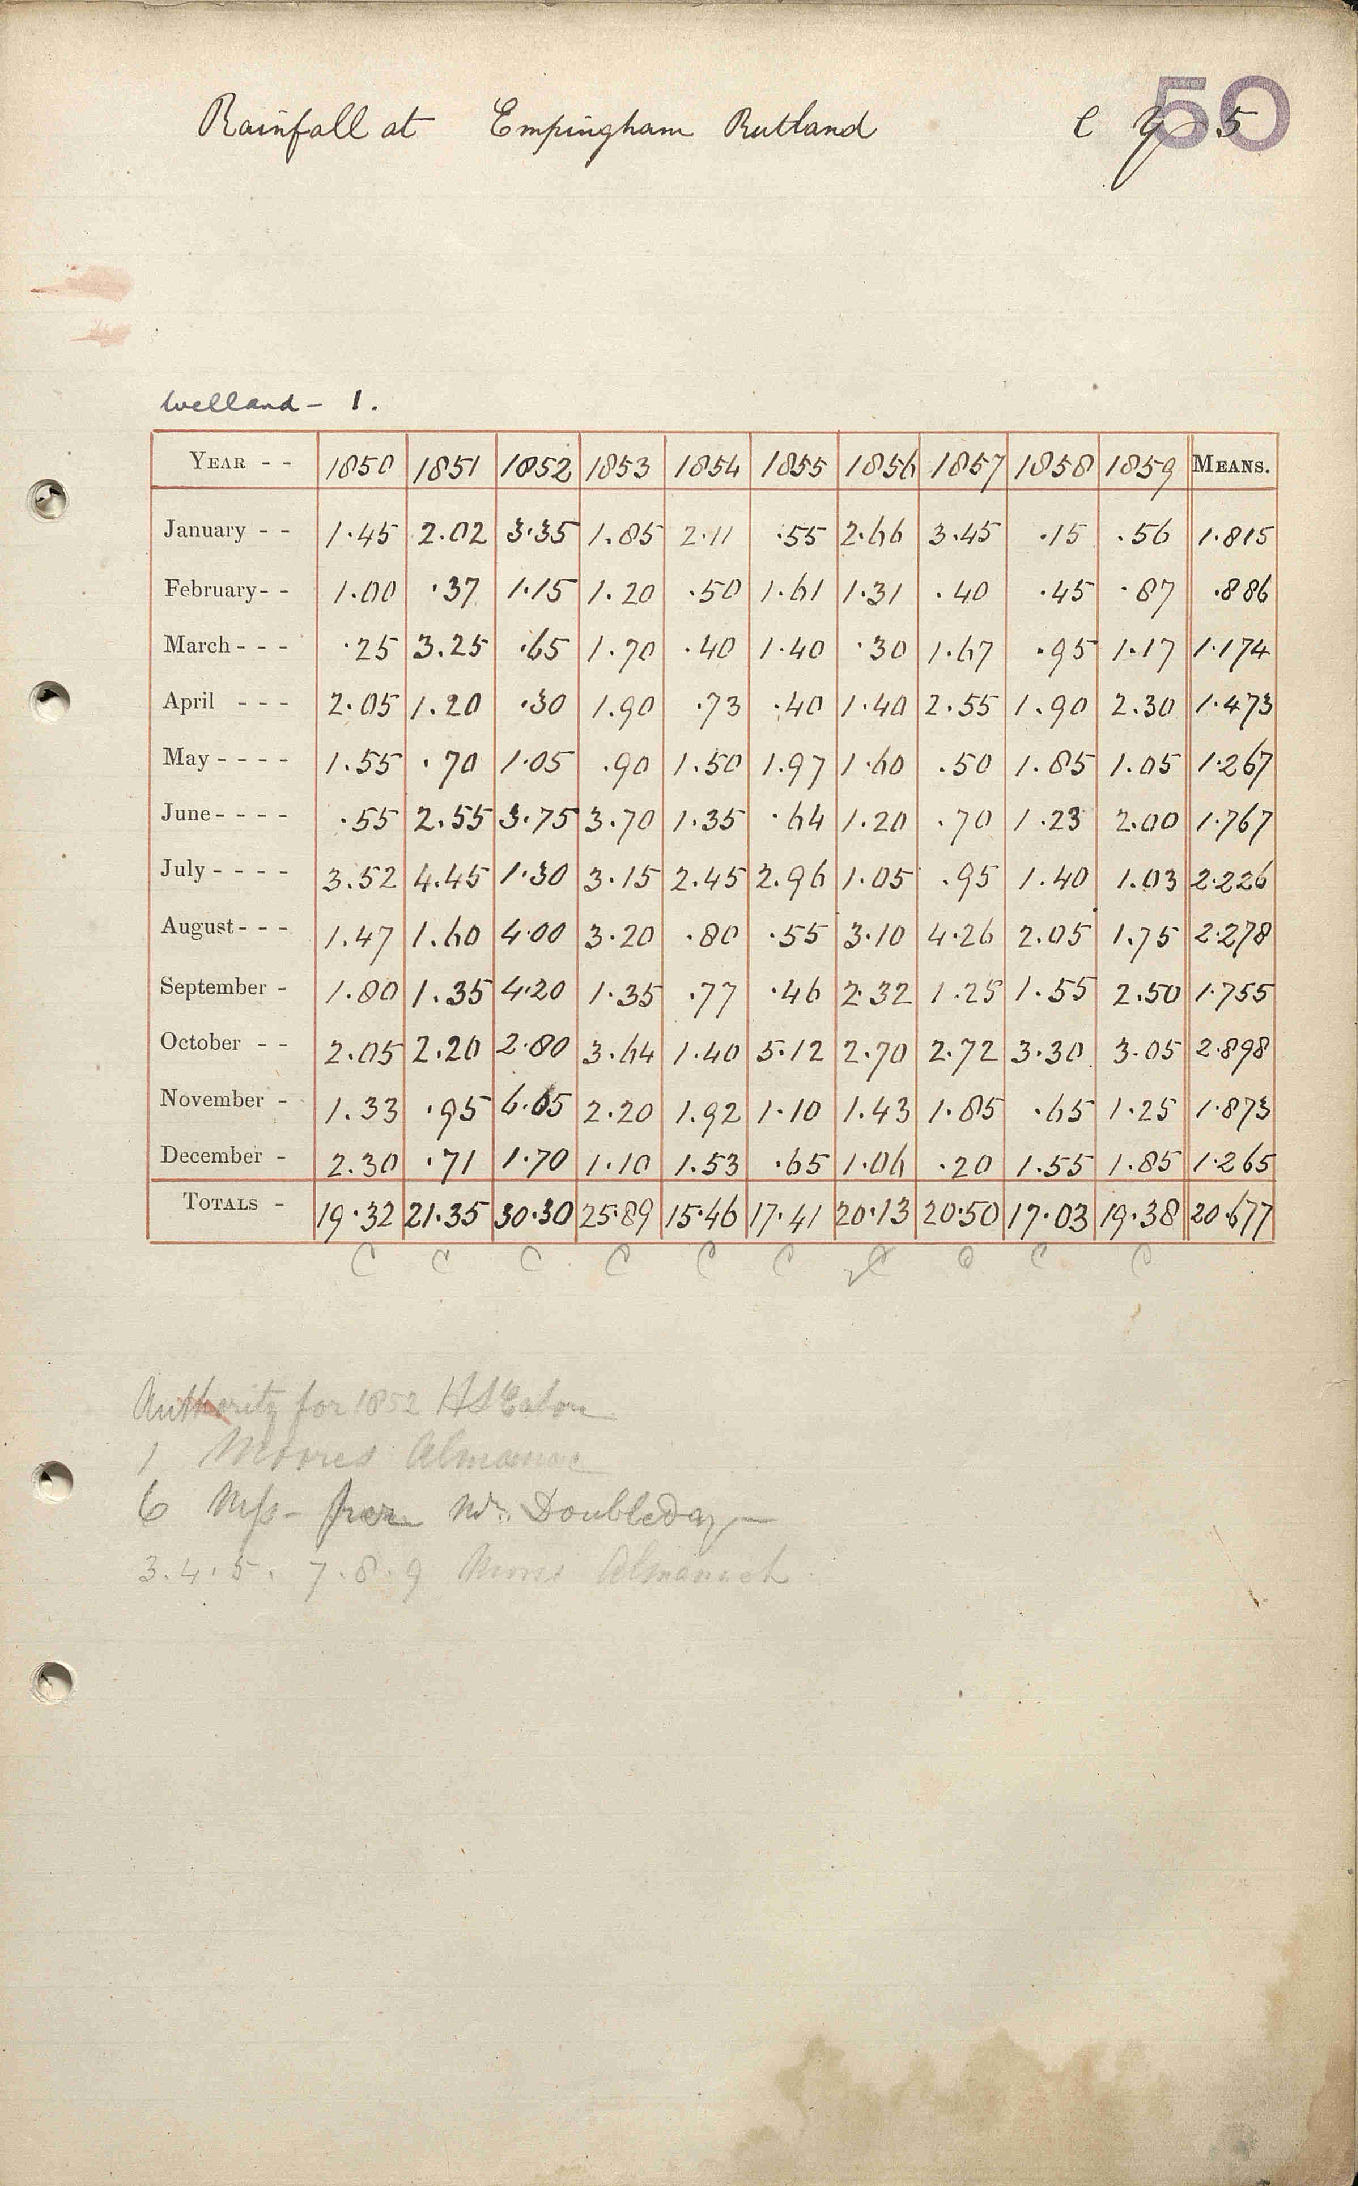 50
Rainfall at Empingham Rutland
Welland - 1.
YEAR - - 1850 1851 1852 1853 1854 1855 1856 1857 1858 1859 MEANS.
January - - 1.45 2.02 3.35 1.85 2.11 .55 2.66 3.45 .15 .56 1.815
February - - 1.00 .37 1.15 1.20 .50 1.61 1.31 .40 .45 .87 .886
March - - - .25 3.25 .65 1.70 .40 1.40 .30 1.67 .95 1.17 1.174
April - - - 2.05 1.20 .30 1.90 .73 .40 1.40 2.55 1.90 2.30 1.473
May - - - - 1.55 .70 1.05 .90 1.50 1.97 1.60 .50 1.85 1.05 1.267
June - - - - .55 2.55 3.75 3.70 1.35 .64 1.20 .70 1.23 2.00 1.767
July - - - - 3.52 4.45 1.30 3.15 2.45 2.96 1.05 .95 1.40 1.03 2.226
August - - - 1.47 1.60 4.00 3.20 .80 .55 3.10 4.26 2.05 1.75 2.278
September - 1.80 1.35 4.20 1.35 .77 .46 2.32 1.25 1.55 2.50 1.755
October - - 2.05 2.20 2.80 3.64 1.40 5.12 2.70 2.72 3.30 3.05 2.898
November - 1.33 .95 6.05 2.20 1.92 1.10 1.43 1.85 .65 1.25 1.873
December - 2.30 .71 1.70 1.10 1.53 .65 1.06 .20 1.55 1.85 1.265
TOTALS - 19.32 21.35 30.30 25.89 15.46 17.41 20.13 20.50 17.03 19.38 20.677
Authority for 1852 H S Eaton
1 Moores Almanac
6 Mss- from Mr. Doubleday
3.4.5. 7.8.9 Almanack